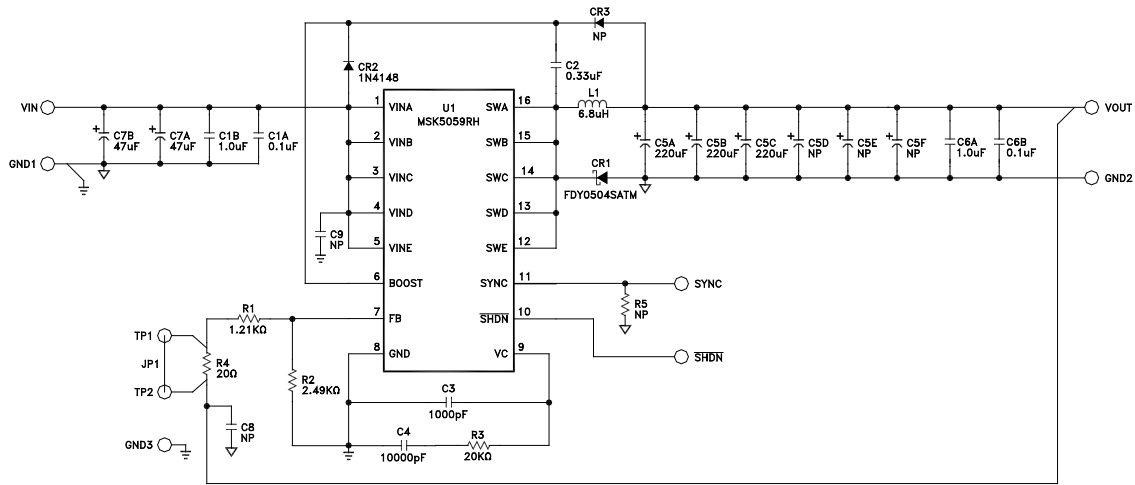 CR3
NP
CR2
1N4148
C2
0.33uF
L1
6.8uH
VIN
C7B
47uF
C7A
47uF
C1B
1.0uF
C1A
0.1uF
GND1
U1
MSK5059RH
1 VINA
2 VINB
3 VINC
4 VIND
5 VINE
6 BOOST
7 FB
8 GND
SWA 16
SWB 15
SWC 14
SWD 13
SWE 12
SYNC 11
SHDN 10
VC 9
C9
NP
CR1
FDY0504SATM
C5A
220uF
C5B
220uF
C5C
220uF
C5D
NP
C5E
NP
C5F
NP
C6A
1.0uF
C6B
0.1uF
VOUT
GND2
SYNC
R5
NP
SHDN
R1
1.21KΩ
TP1
JP1
TP2
R4
20Ω
R2
2.49KΩ
C3
1000pF
C4
10000pF
R3
20KΩ
C8
NP
GND3